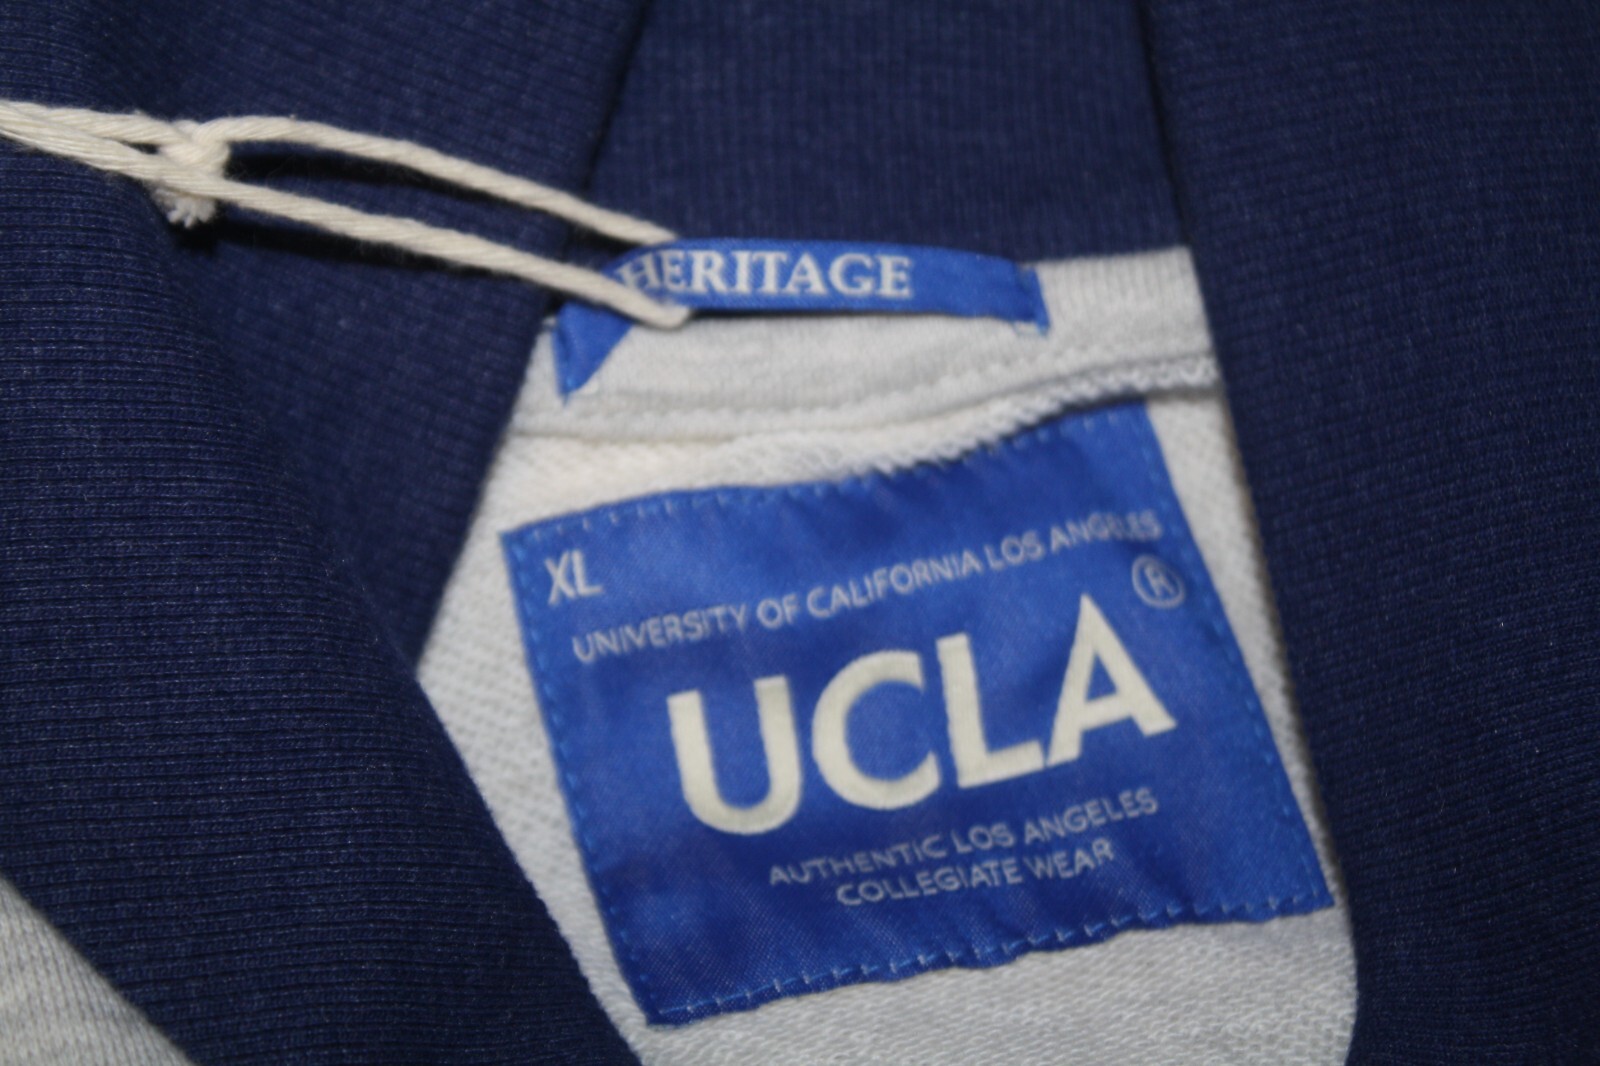 HERITAGE
XL
UNIVERSITY OF CALIFORNIA LOS ANGELES
UCLA ®
AUTHENTIC LOS ANGELES
COLLEGIATE WEAR